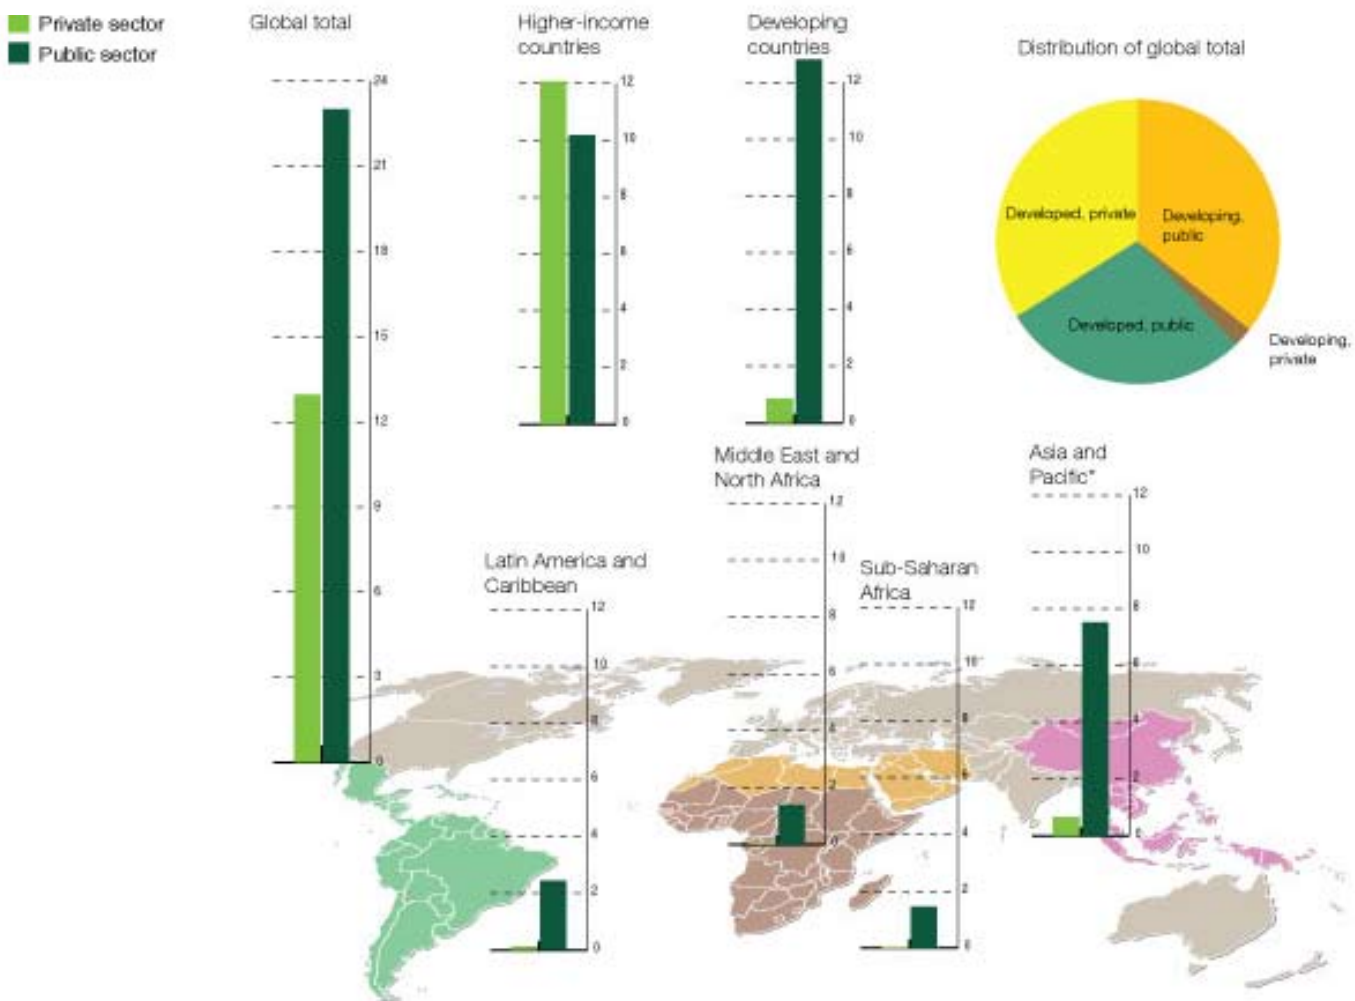 Private sector
Public sector
Global total
24
21
18
15
12
9
6
3
0
Higher-income
countries
12
10
8
6
4
2
0
Developing
countries
12
10
8
6
4
2
0
Distribution of global total
Developed, private
Developing,
public
Developed, public
Developing,
private
Latin America and
Caribbean
12
10
8
6
4
2
0
Middle East and
North Africa
12
10
8
6
4
2
0
Sub-Saharan
Africa
12
10
8
6
4
2
0
Asia and
Pacific*
12
10
8
6
4
2
0